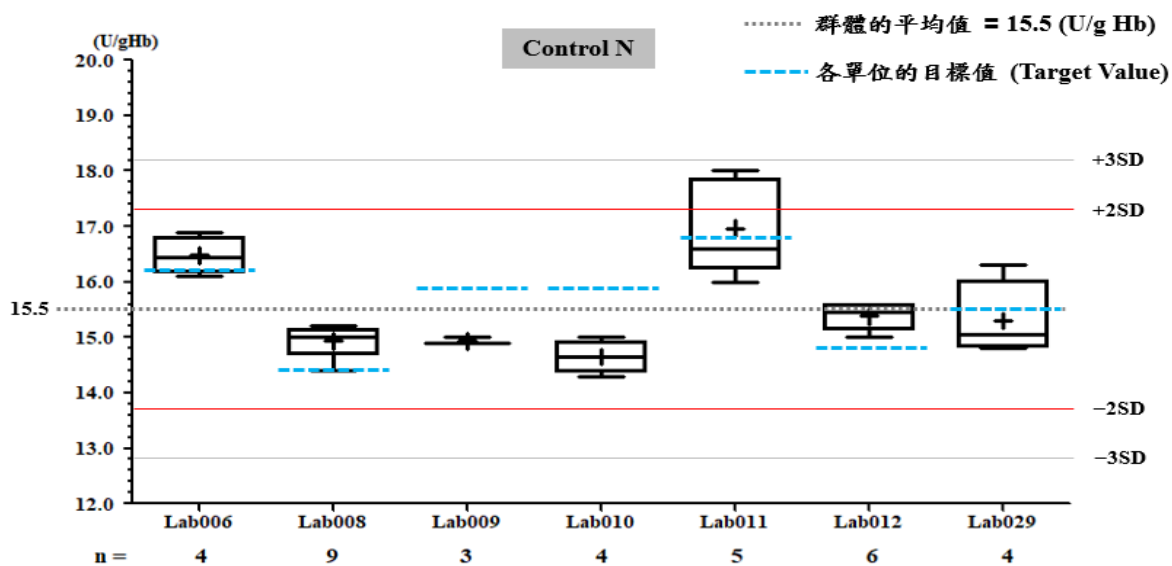 群體的平均值 = 15.5 (U/g Hb)
各單位的目標值 (Target Value)
(U/gHb)
Control N
20.0
19.0
18.0
17.0
16.0
15.5
15.0
14.0
13.0
12.0
+3SD
+2SD
−2SD
−3SD
Lab006 Lab008 Lab009 Lab010 Lab011 Lab012 Lab029
n = 4 9 3 4 5 6 4